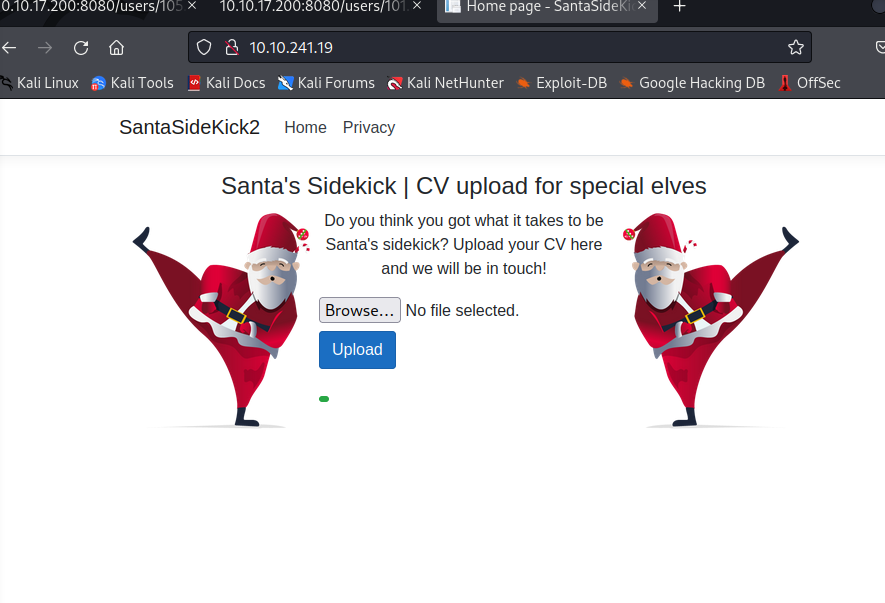 0.10.17.200:8080/users/105 10.10.17.200:8080/users/101. Home page - SantaSideKi
10.10.241.19
Kali Linux Kali Tools Kali Docs Kali Forums Kali NetHunter Exploit-DB Google Hacking DB OffSec
SantaSideKick2 Home Privacy
Santa's Sidekick | CV upload for special elves
Do you think you got what it takes to be
Santa's sidekick? Upload your CV here
and we will be in touch!
Browse... No file selected.
Upload